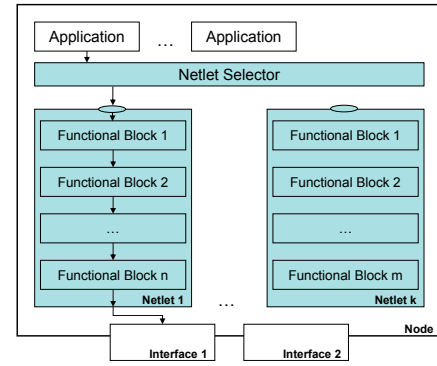 Application … Application
Netlet Selector
Functional Block 1
Functional Block 2
…
Functional Block n
Netlet 1
…
Functional Block 1
Functional Block 2
…
Functional Block m
Netlet k
Node
Interface 1
Interface 2